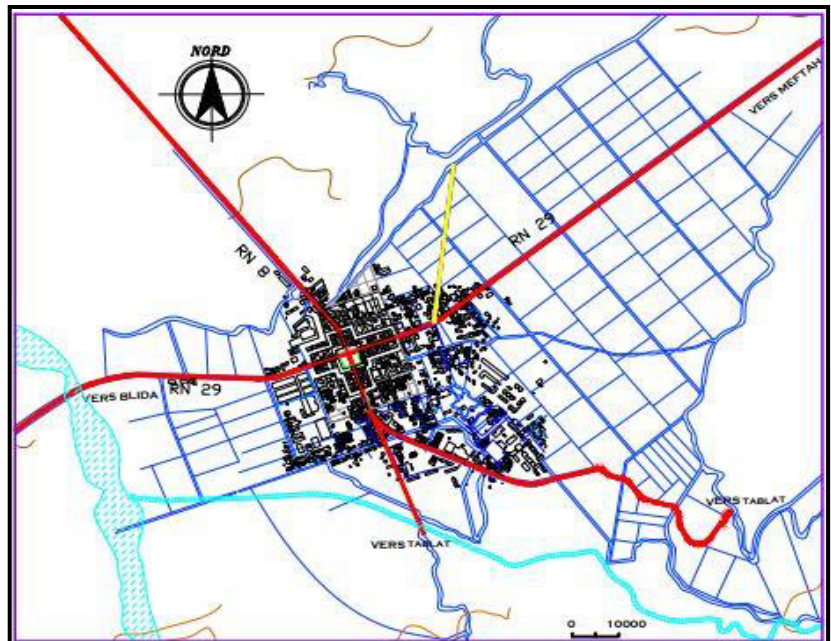 NORD
VERS MEFTAH
RN 29
RN 8
VERS BLIDA
RN 29
VERS TABLAT
VERS TABLAT
0 10000